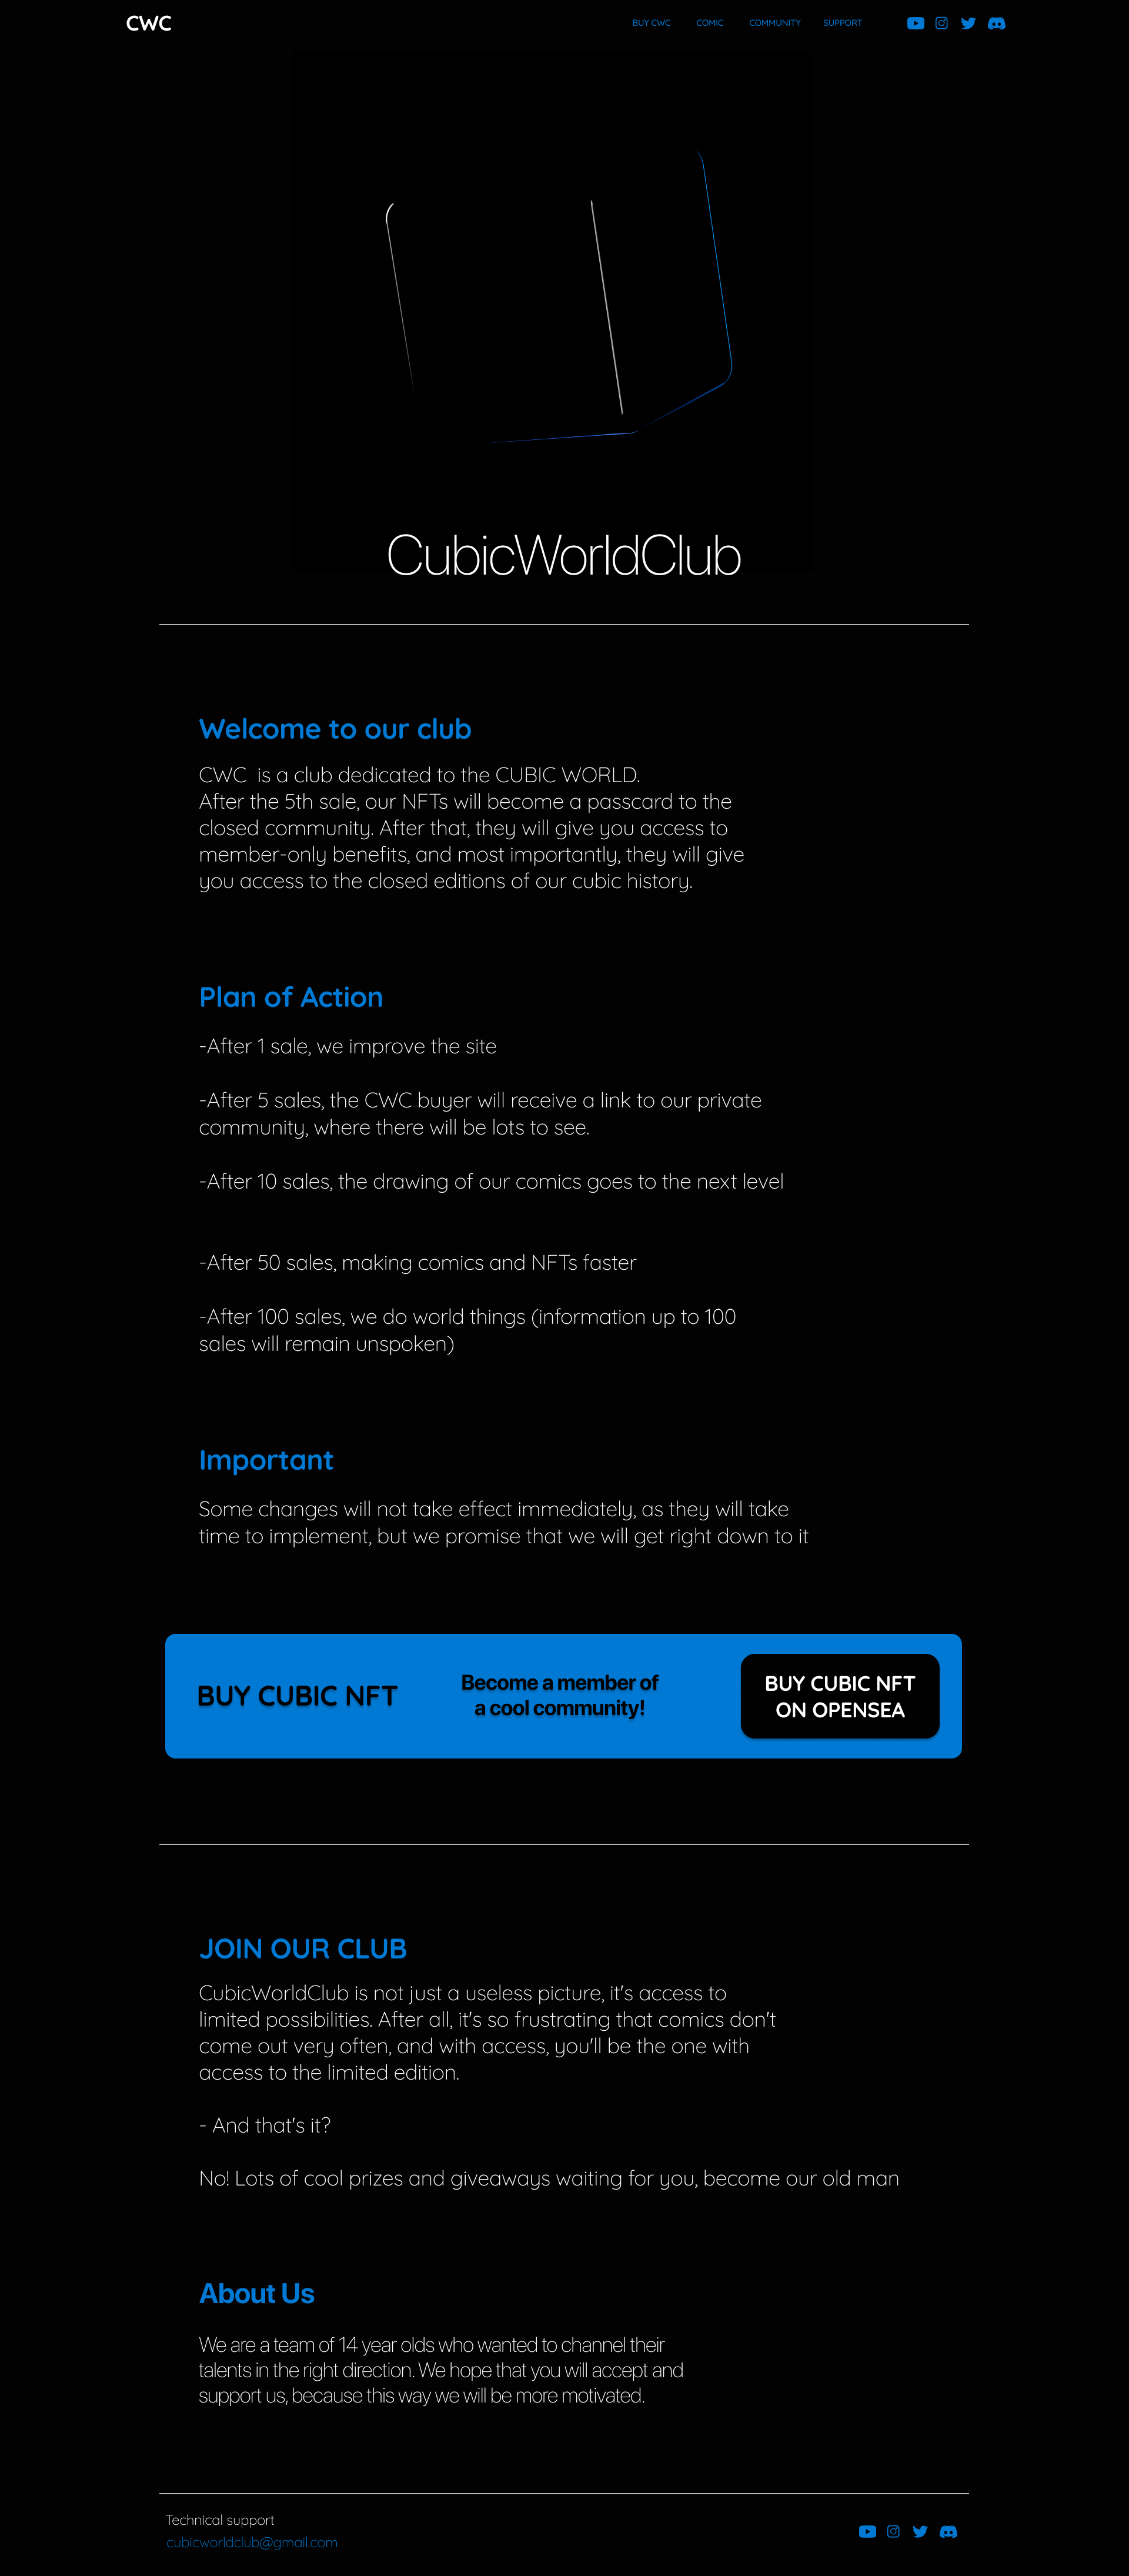 CWC
BUY CWC COMIC COMMUNITY SUPPORT
CubicWorldClub
Welcome to our club
CWC is a club dedicated to the CUBIC WORLD.
After the 5th sale, our NFTs will become a passcard to the
closed community. After that, they will give you access to
member-only benefits, and most importantly, they will give
you access to the closed editions of our cubic history.
Plan of Action
-After 1 sale, we improve the site
-After 5 sales, the CWC buyer will receive a link to our private
community, where there will be lots to see.
-After 10 sales, the drawing of our comics goes to the next level
-After 50 sales, making comics and NFTs faster
-After 100 sales, we do world things (information up to 100
sales will remain unspoken)
Important
Some changes will not take effect immediately, as they will take
time to implement, but we promise that we will get right down to it
BUY CUBIC NFT
Become a member of
a cool community!
BUY CUBIC NFT
ON OPENSEA
JOIN OUR CLUB
CubicWorldClub is not just a useless picture, it's access to
limited possibilities. After all, it's so frustrating that comics don't
come out very often, and with access, you'll be the one with
access to the limited edition.
- And that's it?
No! Lots of cool prizes and giveaways waiting for you, become our old man
About Us
We are a team of 14 year olds who wanted to channel their
talents in the right direction. We hope that you will accept and
support us, because this way we will be more motivated.
Technical support
cubicworldclub@gmail.com